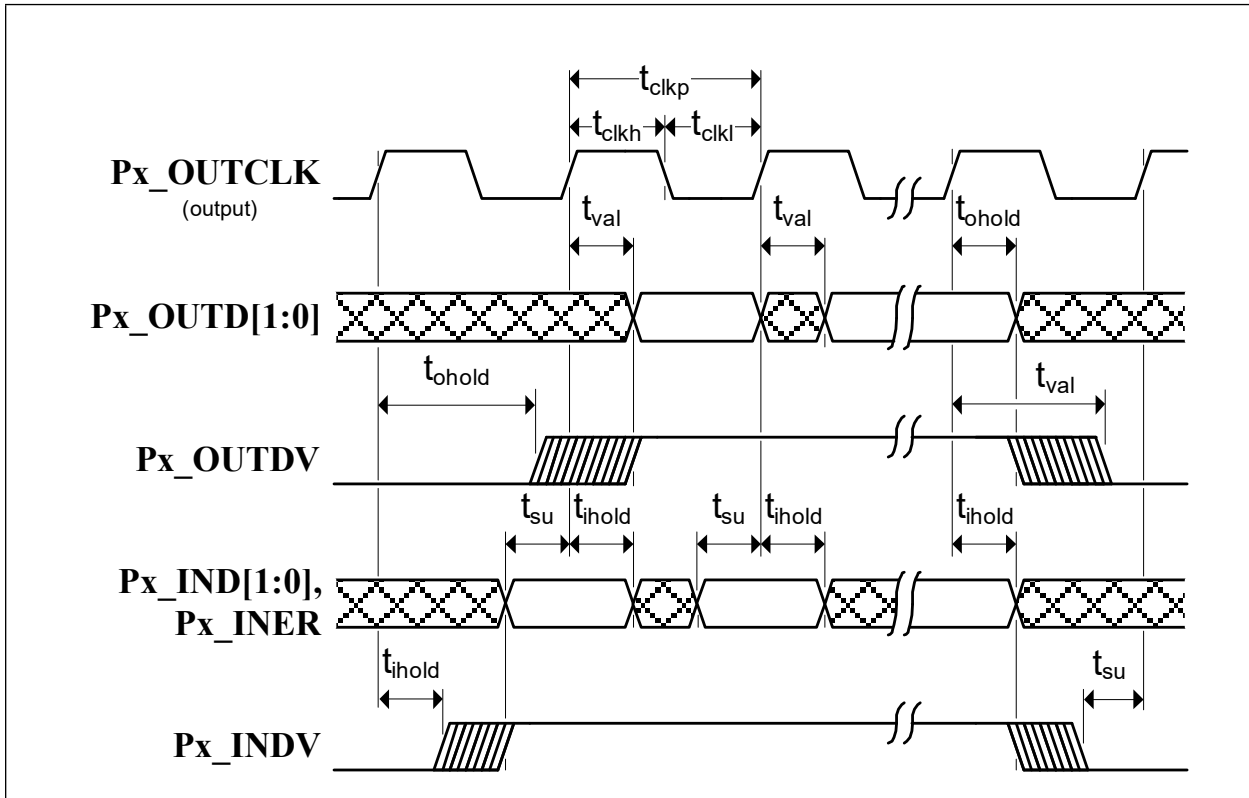 tclkp
tclkh tclkl
Px_OUTCLK
(output)
tval tval tohold
Px_OUTD[1:0]
tohold tval
Px_OUTDV
tsu tihold tsu tihold tihold
Px_IND[1:0],
Px_INER
tihold tsu
Px_INDV